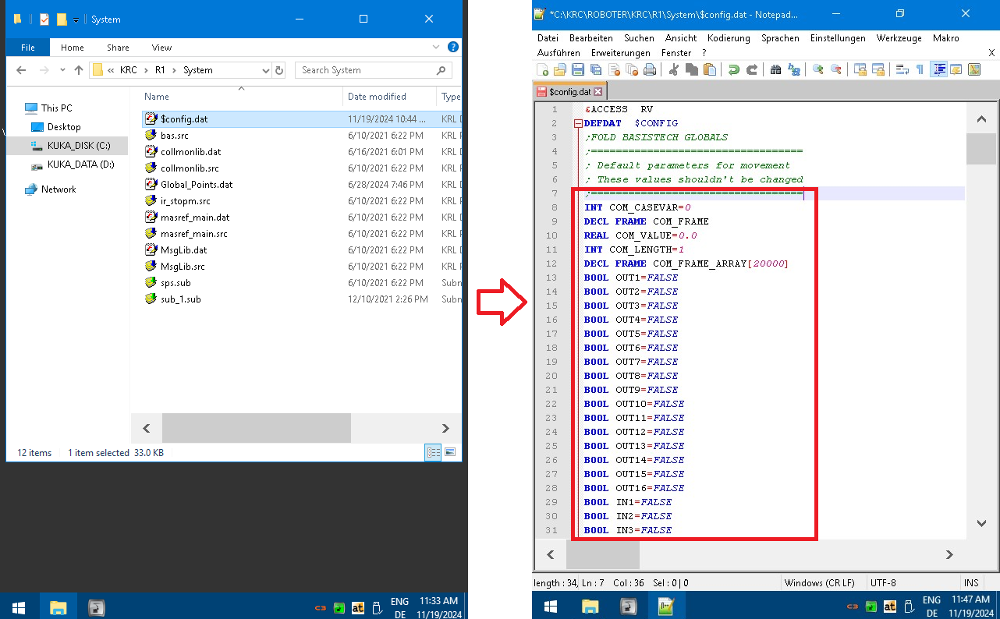 System
File Home Share View
« KRC › R1 › System
Search System
Name Date modified Type
This PC
Desktop
KUKA_DISK (C:)
KUKA_DATA (D:)
Network
$config.dat 11/19/2024 10:44 ... KRL
bas.src 6/10/2021 6:22 PM KRL
collmonlib.dat 6/16/2021 6:01 PM KRL
collmonlib.src 6/10/2021 6:22 PM KRL
Global_Points.dat 6/28/2024 7:46 PM KRL
ir_stopm.src 6/10/2021 6:22 PM KRL
masref_main.dat 6/10/2021 6:22 PM KRL
masref_main.src 6/10/2021 6:22 PM KRL
MsgLib.dat 6/10/2021 6:22 PM KRL
MsgLib.src 6/10/2021 6:22 PM KRL
sps.sub 6/10/2021 6:22 PM Subn
sub_1.sub 12/10/2021 2:26 PM Subn
12 items 1 item selected 33.0 KB
at ENG 11:33 AM
DE 11/19/2024
*C:\KRC\ROBOTER\KRC\R1\System\$config.dat - Notepad...
Datei Bearbeiten Suchen Ansicht Kodierung Sprachen Einstellungen Werkzeuge Makro
Ausführen Erweiterungen Fenster ? X
$config.dat
1 &ACCESS RV
2 DEFDAT $CONFIG
3 ;FOLD BASISTECH GLOBALS
4 ;==================================
5 ; Default parameters for movement
6 ; These values shouldn't be changed
7 ;==================================
8 INT COM_CASEVAR=0
9 DECL FRAME COM_FRAME
10 REAL COM_VALUE=0.0
11 INT COM_LENGTH=1
12 DECL FRAME COM_FRAME_ARRAY[20000]
13 BOOL OUT1=FALSE
14 BOOL OUT2=FALSE
15 BOOL OUT3=FALSE
16 BOOL OUT4=FALSE
17 BOOL OUT5=FALSE
18 BOOL OUT6=FALSE
19 BOOL OUT7=FALSE
20 BOOL OUT8=FALSE
21 BOOL OUT9=FALSE
22 BOOL OUT10=FALSE
23 BOOL OUT11=FALSE
24 BOOL OUT12=FALSE
25 BOOL OUT13=FALSE
26 BOOL OUT14=FALSE
27 BOOL OUT15=FALSE
28 BOOL OUT16=FALSE
29 BOOL IN1=FALSE
30 BOOL IN2=FALSE
31 BOOL IN3=FALSE
length : 34, Ln : 7 Col : 36 Sel : 0 | 0 Windows (CR LF) UTF-8 INS
at ENG 11:47 AM
DE 11/19/2024